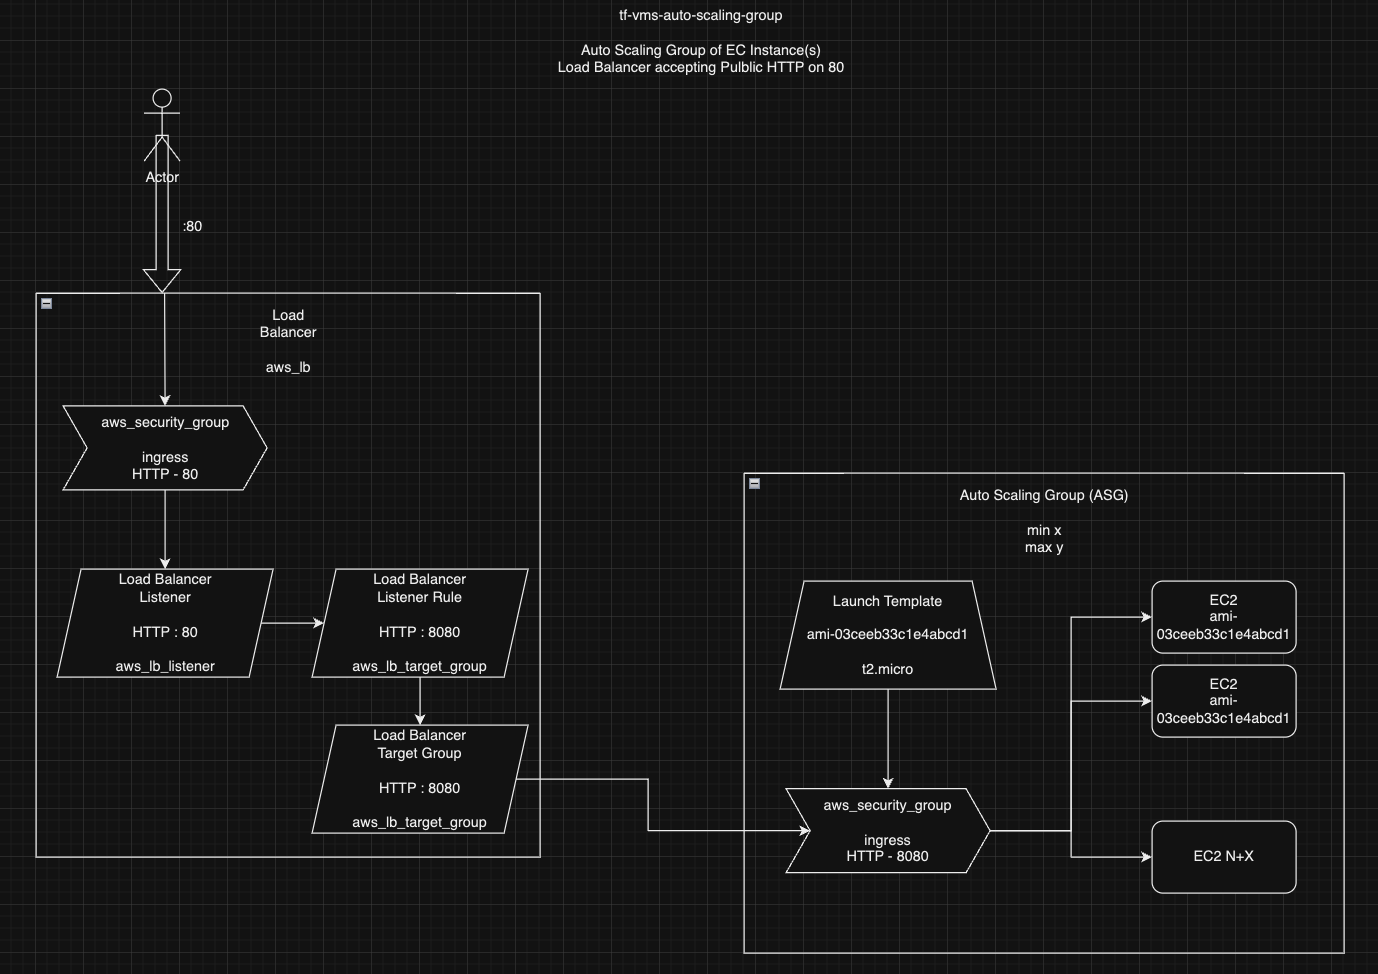 tf-vms-auto-scaling-group
Auto Scaling Group of EC Instance(s)
Load Balancer accepting Pulblic HTTP on 80
Actor
:80
Load
Balancer
aws_lb
aws_security_group
ingress
HTTP - 80
Load Balancer
Listener
HTTP : 80
aws_lb_listener
Load Balancer
Listener Rule
HTTP : 8080
aws_lb_target_group
Load Balancer
Target Group
HTTP : 8080
aws_lb_target_group
Auto Scaling Group (ASG)
min x
max y
Launch Template
ami-03ceeb33c1e4abcd1
t2.micro
aws_security_group
ingress
HTTP - 8080
EC2
ami-
03ceeb33c1e4abcd1
EC2
ami-
03ceeb33c1e4abcd1
EC2 N+X